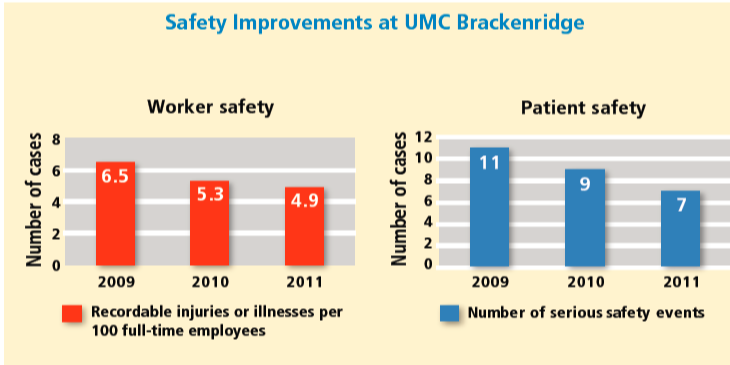 Safety Improvements at UMC Brackenridge
Worker safety
Number of cases
8
6
4
2
0
6.5
5.3
4.9
2009 2010 2011
Recordable injuries or illnesses per
100 full-time employees
Patient safety
Number of cases
12
10
8
6
4
2
0
11
9
7
2009 2010 2011
Number of serious safety events